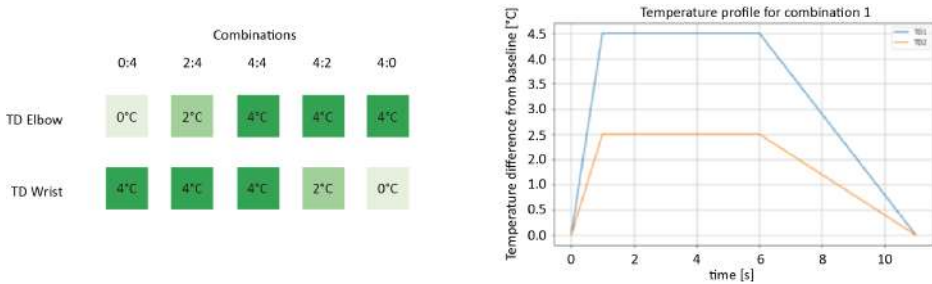 Combinations
0:4 2:4 4:4 4:2 4:0
TD Elbow 0°C 2°C 4°C 4°C 4°C
TD Wrist 4°C 4°C 4°C 2°C 0°C
Temperature profile for combination 1
Temperature difference from baseline [°C]
4.5
4.0
3.5
3.0
2.5
2.0
1.5
1.0
0.5
0.0
TD1
TD2
0 2 4 6 8 10
time [s]